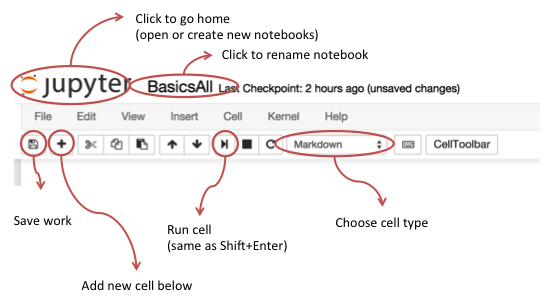 Click to go home
(open or create new notebooks)
Click to rename notebook
jupyter BasicsAll Last Checkpoint: 2 hours ago (unsaved changes)
File Edit View Insert Cell Kernel Help
Markdown CellToolbar
Save work
Run cell
(same as Shift+Enter)
Choose cell type
Add new cell below